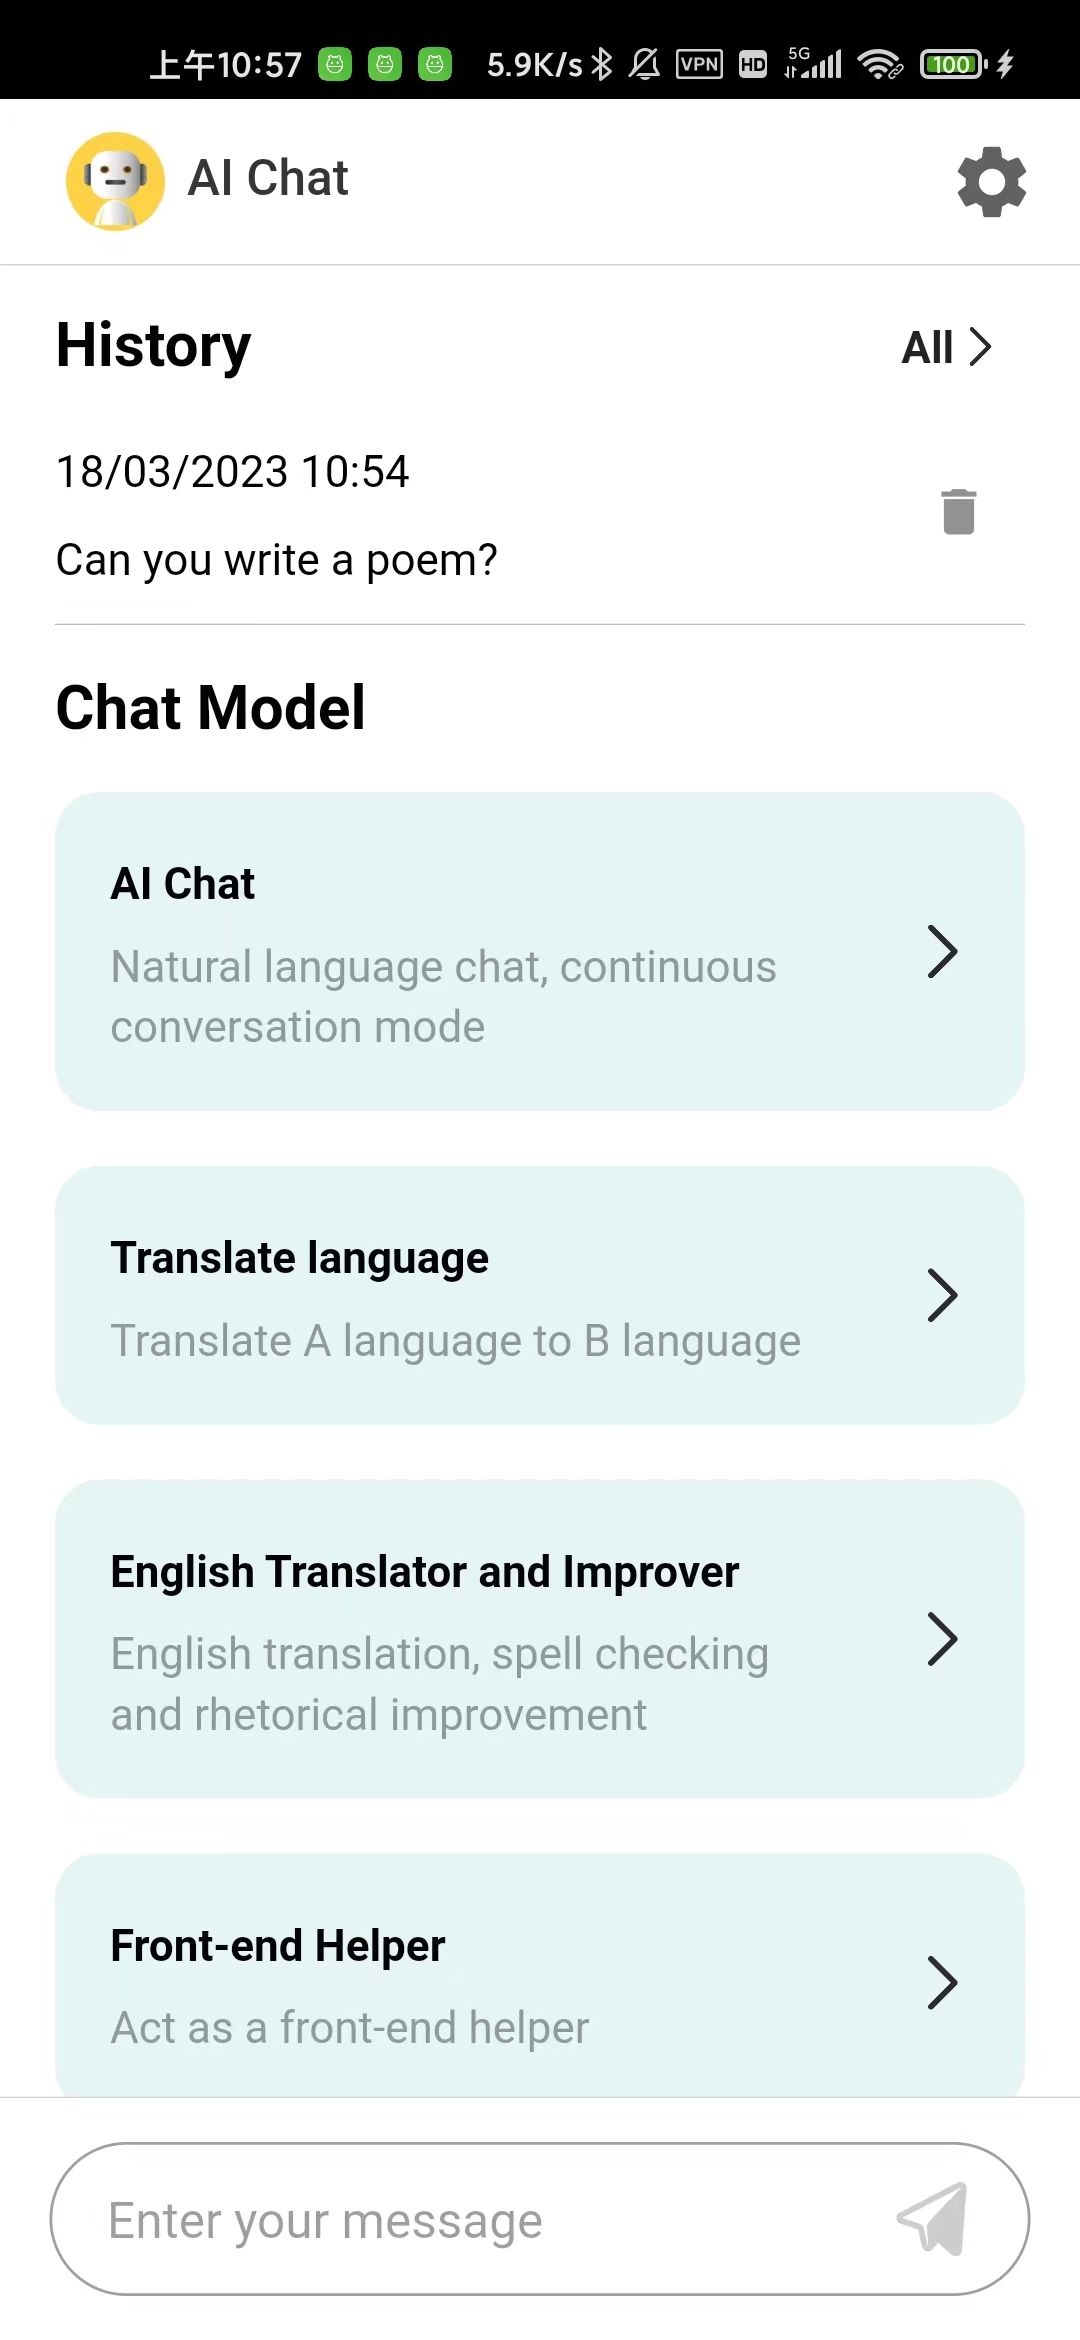 上午10:57 5.9K/s VPN HD 5G 100
AI Chat
History
All
18/03/2023 10:54
Can you write a poem?
Chat Model
AI Chat
Natural language chat, continuous
conversation mode
Translate language
Translate A language to B language
English Translator and Improver
English translation, spell checking
and rhetorical improvement
Front-end Helper
Act as a front-end helper
Enter your message